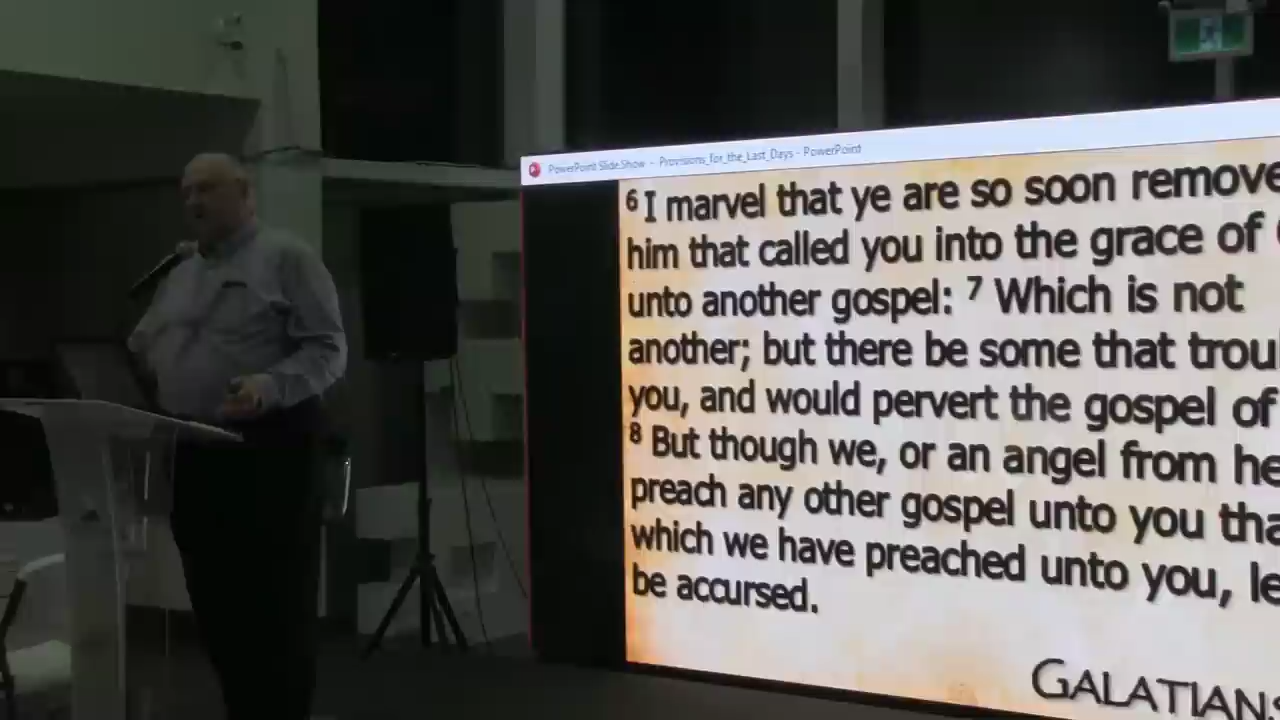 PowerPoint Slide Show - Provisions_for_the_Last_Days - PowerPoint
6 I marvel that ye are so soon remove
him that called you into the grace of
unto another gospel: 7 Which is not
another; but there be some that trou
you, and would pervert the gospel of
8 But though we, or an angel from he
preach any other gospel unto you tha
which we have preached unto you, le
be accursed.
GALATIANS